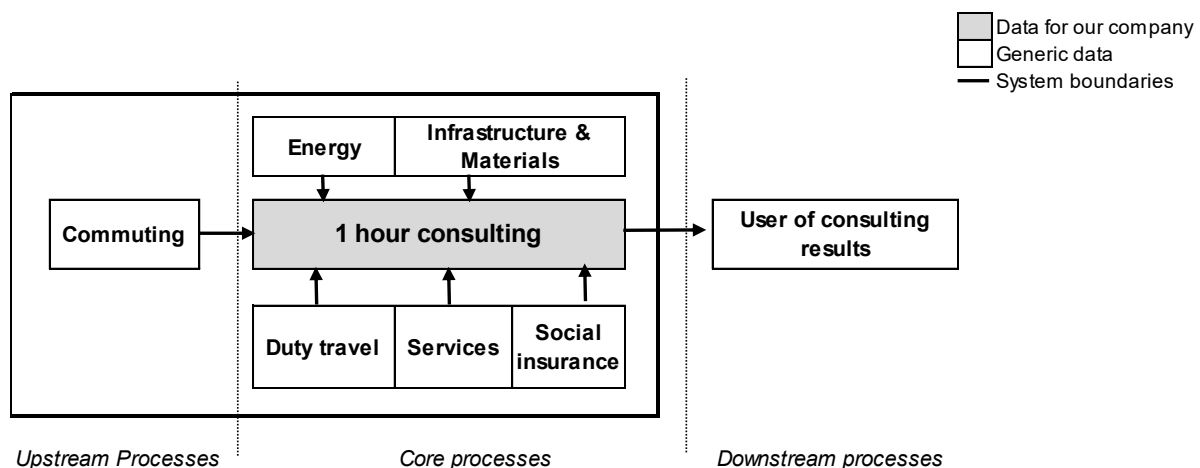 Data for our company
Generic data
System boundaries
Energy
Infrastructure &
Materials
Commuting
1 hour consulting
User of consulting
results
Duty travel
Services
Social
insurance
Upstream Processes
Core processes
Downstream processes